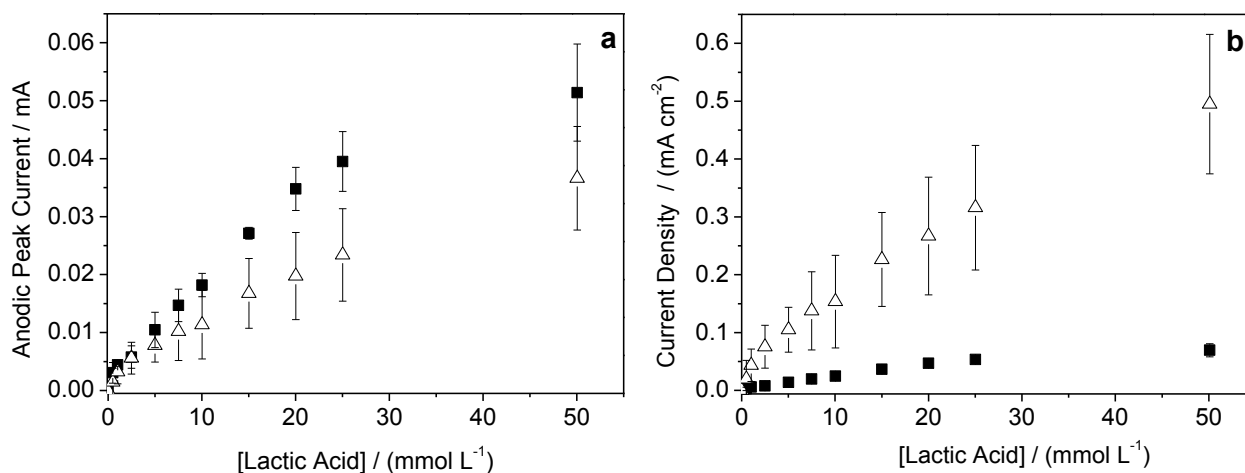 a
0.06
0.05
0.04
0.03
0.02
0.01
0.00
0 10 20 30 40 50
Anodic Peak Current / mA
[Lactic Acid] / (mmol L⁻¹)
b
0.6
0.5
0.4
0.3
0.2
0.1
0.0
0 10 20 30 40 50
Current Density / (mA cm⁻²)
[Lactic Acid] / (mmol L⁻¹)